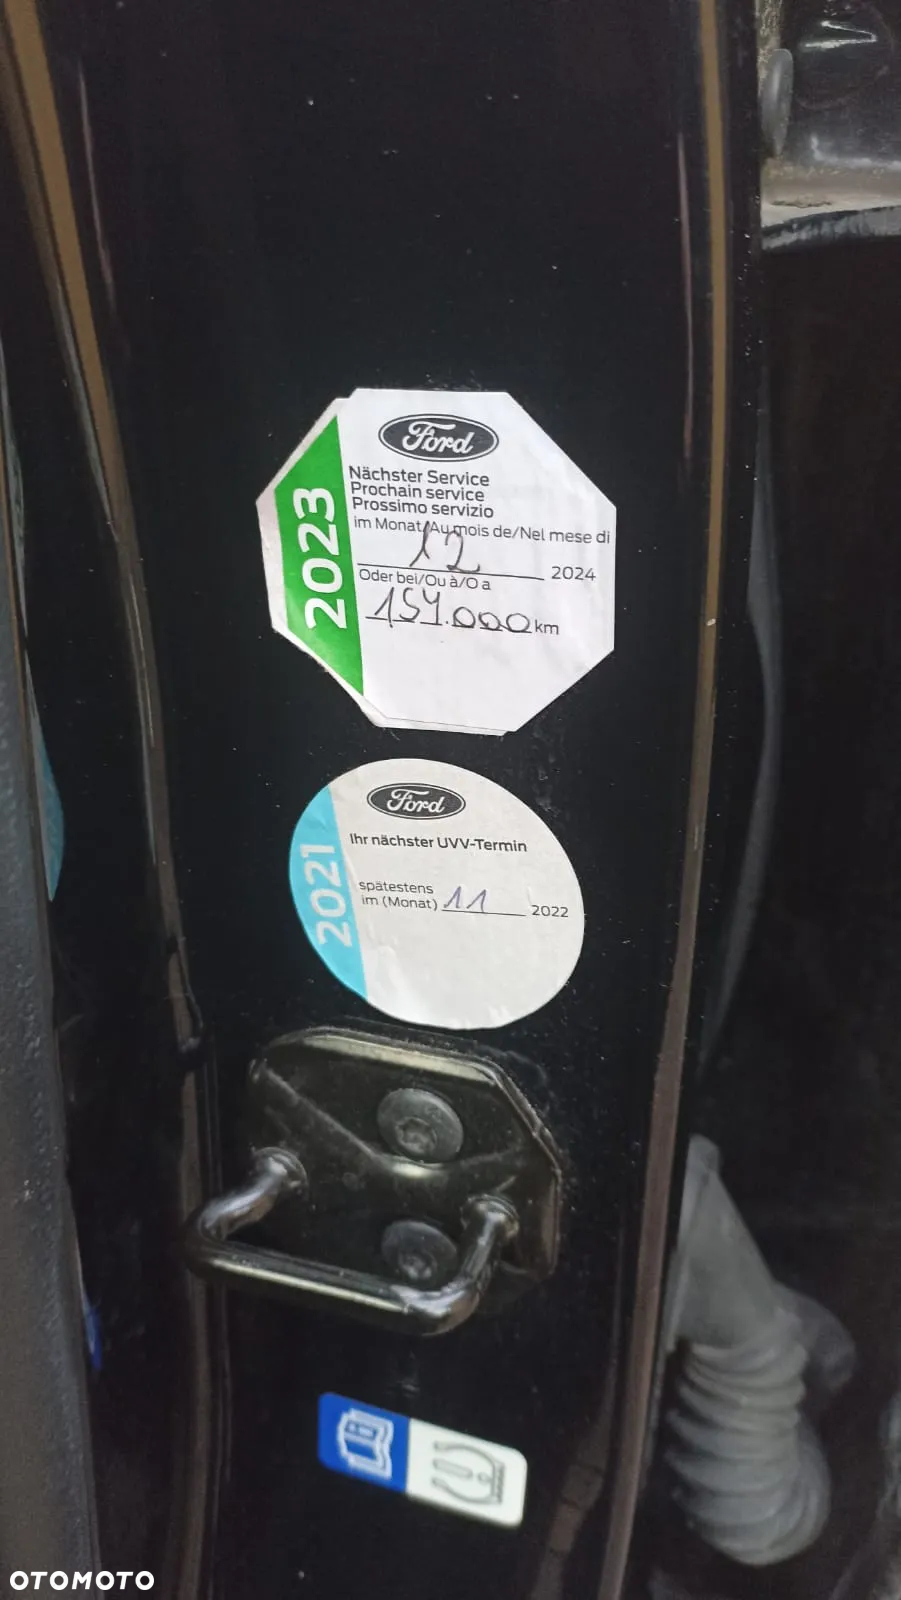 Ford
2023
Nächster Service
Prochain service
Prossimo servizio
im Monat/Au mois de/Nel mese di
12 2024
Oder bei/Ou à/O a
154.000 km
Ford
2021
Ihr nächster UVV-Termin
spätestens
im (Monat) 11 2022
OTOMOTO